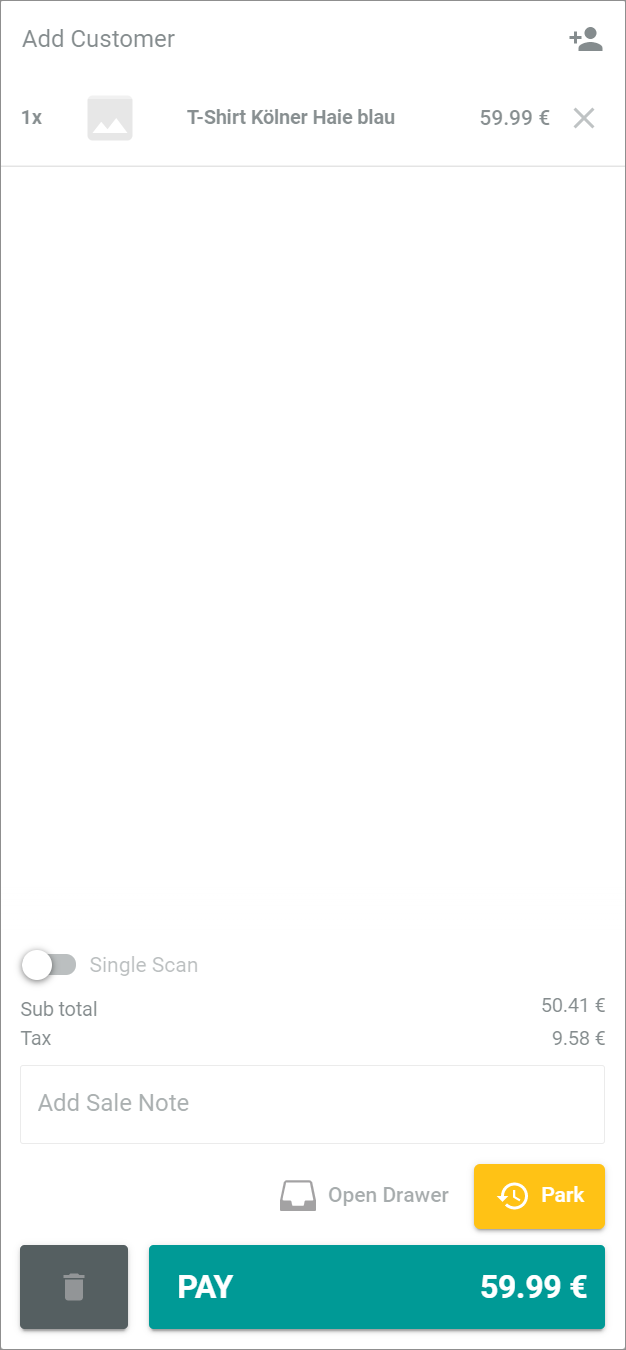 Add Customer
1x T-Shirt Kölner Haie blau 59.99 €
Single Scan
Sub total 50.41 €
Tax 9.58 €
Add Sale Note
Open Drawer Park
PAY 59.99 €